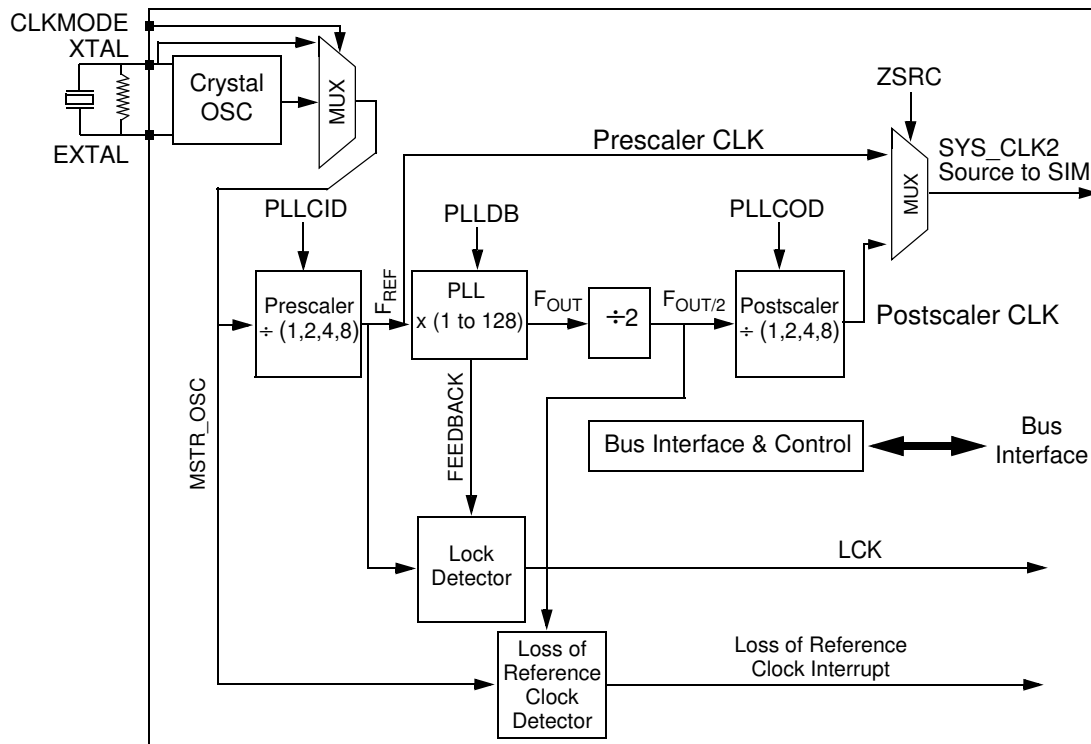 CLKMODE
XTAL
EXTAL
Crystal
OSC
MUX
ZSRC
Prescaler CLK
MUX
SYS_CLK2
Source to SIM
PLLCID
PLLDB
PLLCOD
Prescaler
÷ (1,2,4,8)
FREF
PLL
x (1 to 128)
FOUT
÷2
FOUT/2
Postscaler
÷ (1,2,4,8)
Postscaler CLK
MSTR_OSC
FEEDBACK
Bus Interface & Control
Bus
Interface
Lock
Detector
LCK
Loss of
Reference
Clock
Detector
Loss of Reference
Clock Interrupt